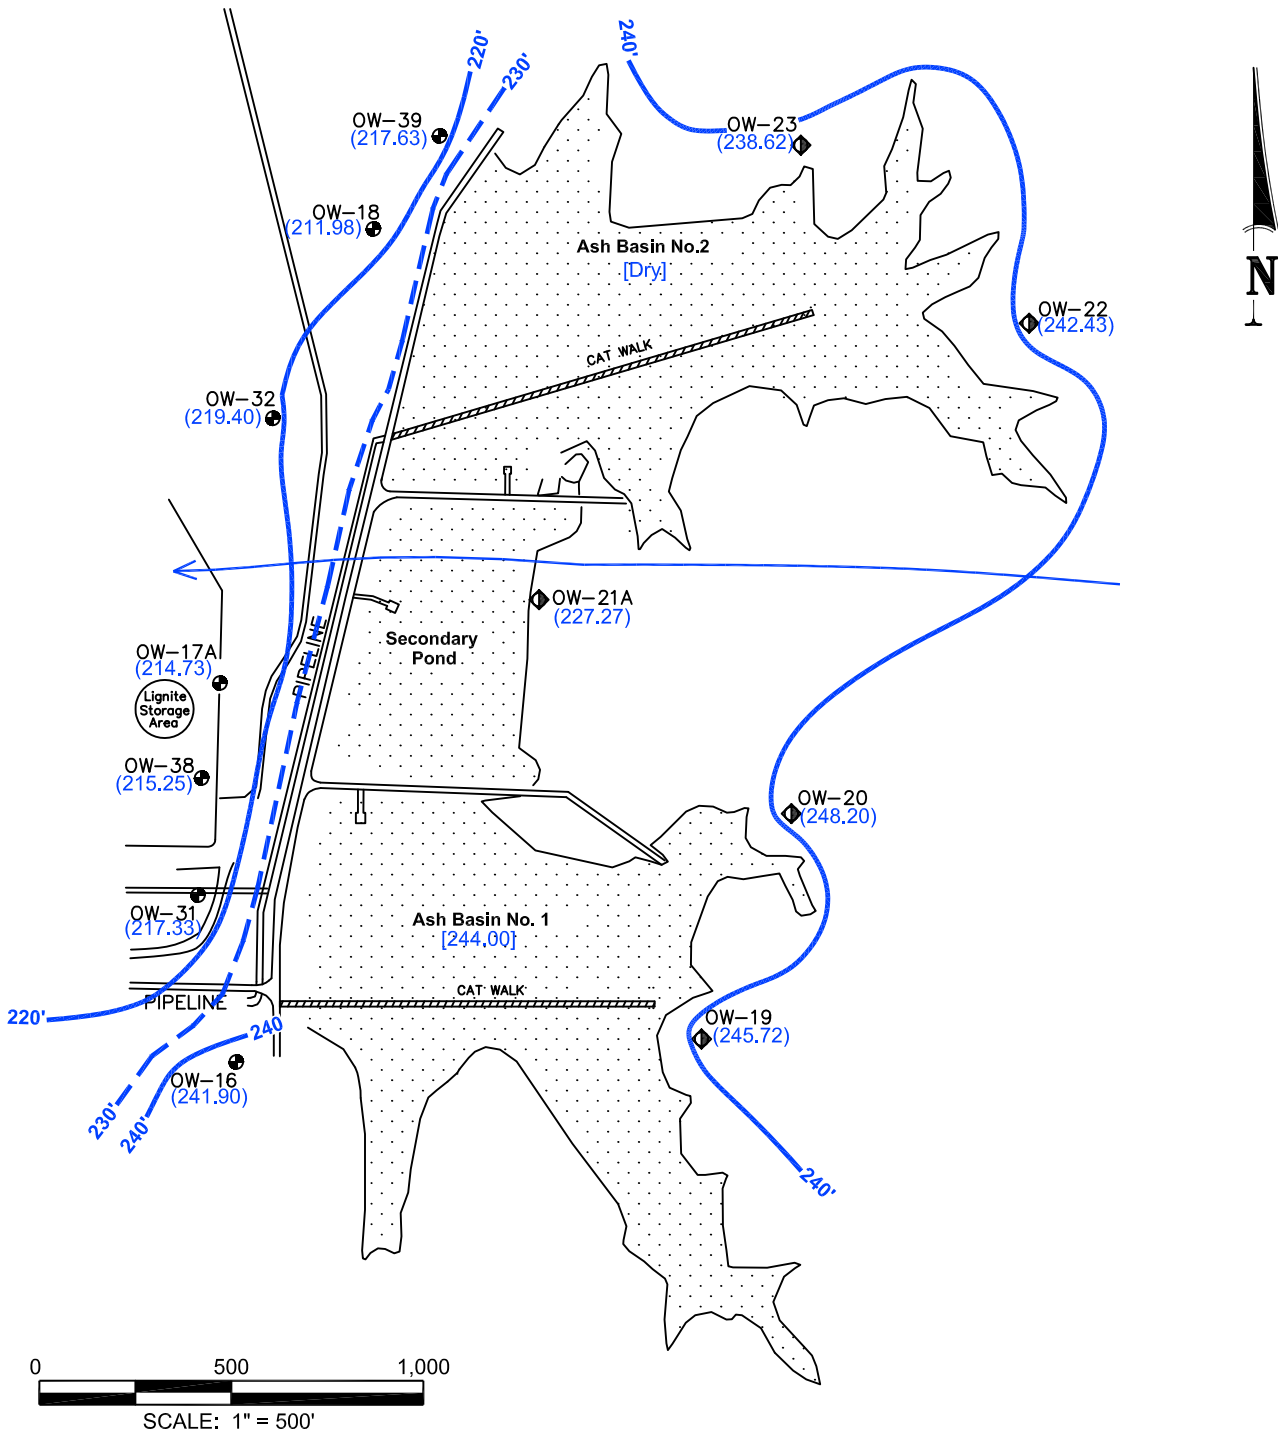 220'
230'
240'
OW-39
(217.63)
OW-23
(238.62)
OW-18
(211.98)
Ash Basin No.2
[Dry]
N
OW-22
(242.43)
CAT WALK
OW-32
(219.40)
OW-21A
(227.27)
PIPELINE
Secondary
Pond
OW-17A
(214.73)
Lignite
Storage
Area
OW-38
(215.25)
OW-20
(248.20)
OW-31
(217.33)
Ash Basin No. 1
[244.00]
CAT WALK
PIPELINE
220'
240
OW-19
(245.72)
OW-16
(241.90)
230'
240'
240'
0 500 1,000
SCALE: 1" = 500'